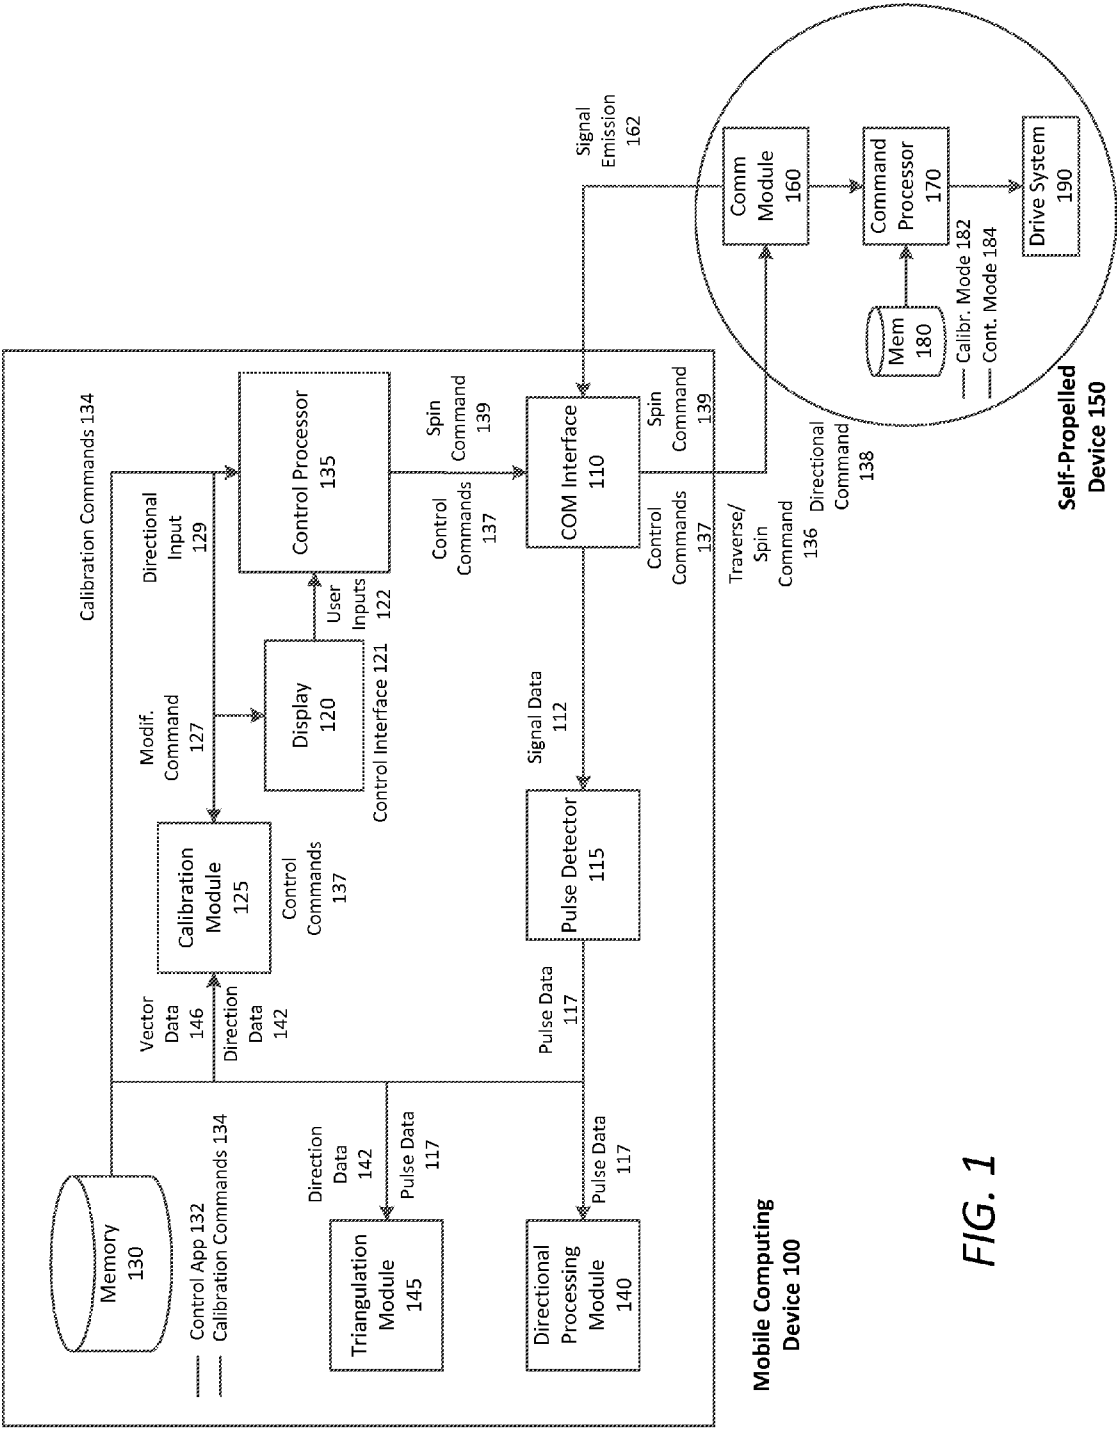 Memory
130
Control App 132
Calibration Commands 134
Calibration Commands 134
Vector
Data
146
Direction
Data
142
Calibration
Module
125
Control
Commands
137
Modif.
Command
127
Directional
Input
129
Display
120
Control Interface 121
User
Inputs
122
Control Processor
135
Triangulation
Module
145
Direction
Data
142
Pulse Data
117
Control
Commands
137
Spin
Command
139
Directional
Processing
Module
140
Pulse Data
117
Pulse Data
117
Pulse Detector
115
Signal Data
112
COM Interface
110
Signal
Emission
162
Control
Commands
137
Spin
Command
139
Traverse/
Spin
Command
136
Directional
Command
138
Mobile Computing
Device 100
Comm
Module
160
Command
Processor
170
Mem
180
Calibr. Mode 182
Cont. Mode 184
Drive System
190
Self-Propelled
Device 150
FIG. 1